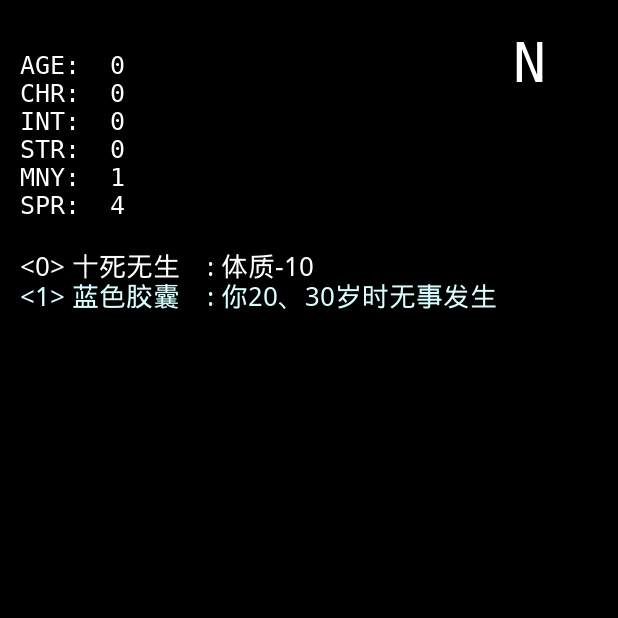 N
AGE: 0
CHR: 0
INT: 0
STR: 0
MNY: 1
SPR: 4
<0> 十死无生 : 体质-10
<1> 蓝色胶囊 : 你20、30岁时无事发生